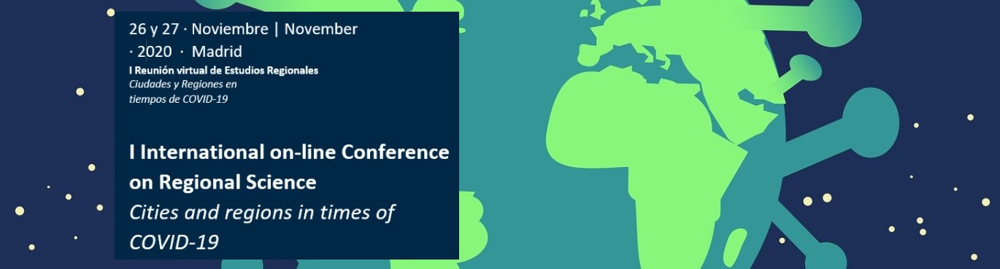 26 y 27 · Noviembre | November
· 2020 · Madrid
I Reunión virtual de Estudios Regionales
Ciudades y Regiones en
tiempos de COVID-19
I International on-line Conference
on Regional Science
Cities and regions in times of
COVID-19